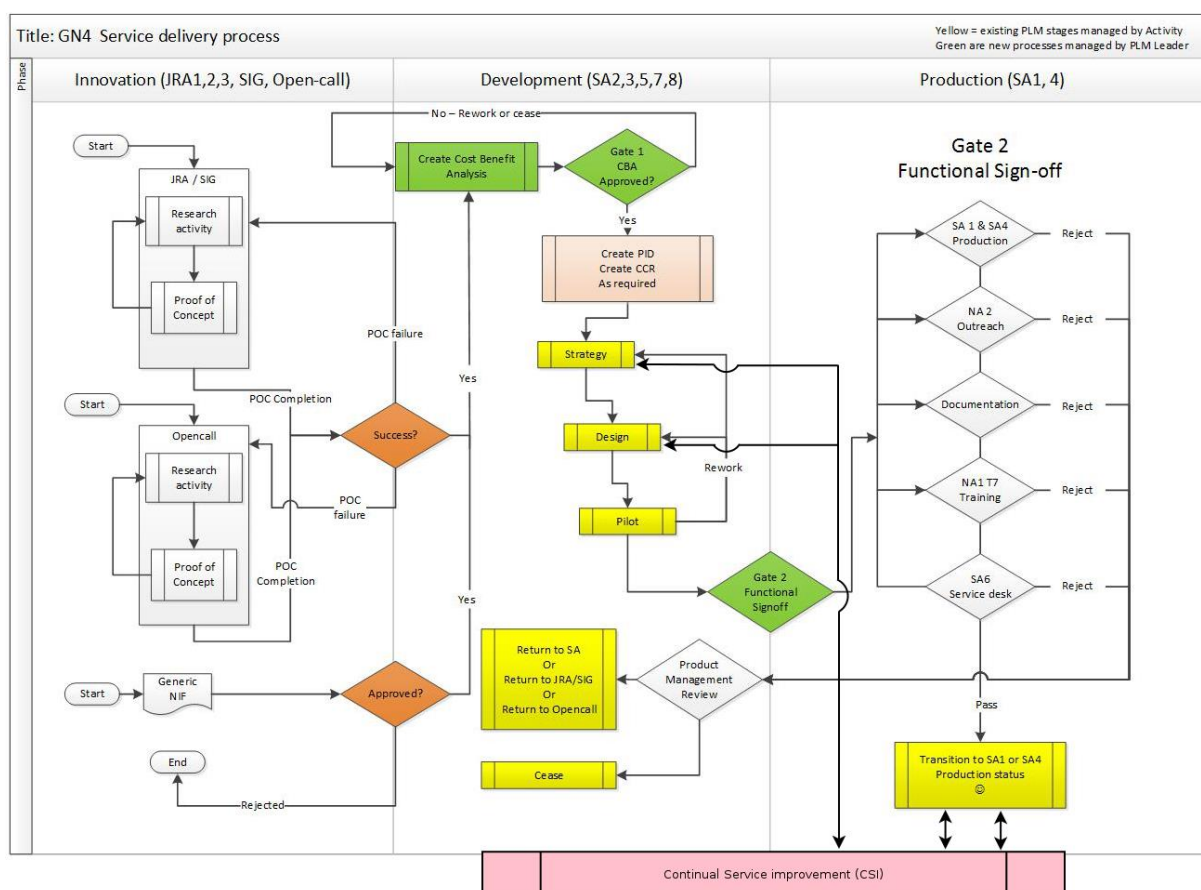 Title: GN4 Service delivery process
Yellow = existing PLM stages managed by Activity
Green are new processes managed by PLM Leader
Phase
Innovation (JRA1,2,3, SIG, Open-call)
Development (SA2,3,5,7,8)
Production (SA1, 4)
Start
JRA / SIG
Research
activity
Proof of
Concept
POC failure
POC Completion
Start
Opencall
Research
activity
Proof of
Concept
POC
failure
POC
Completion
Success?
Yes
Start
Generic
NIF
Approved?
Yes
Rejected
End
No – Rework or cease
Create Cost Benefit
Analysis
Gate 1
CBA
Approved?
Yes
Create PID
Create CCR
As required
Strategy
Design
Rework
Pilot
Gate 2
Functional
Signoff
Return to SA
Or
Return to JRA/SIG
Or
Return to Opencall
Product
Management
Review
Cease
Gate 2
Functional Sign-off
SA 1 & SA4
Production
Reject
NA 2
Outreach
Reject
Documentation
Reject
NA1 T7
Training
Reject
SA6
Service desk
Reject
Pass
Transition to SA1 or SA4
Production status
☺
Continual Service improvement (CSI)